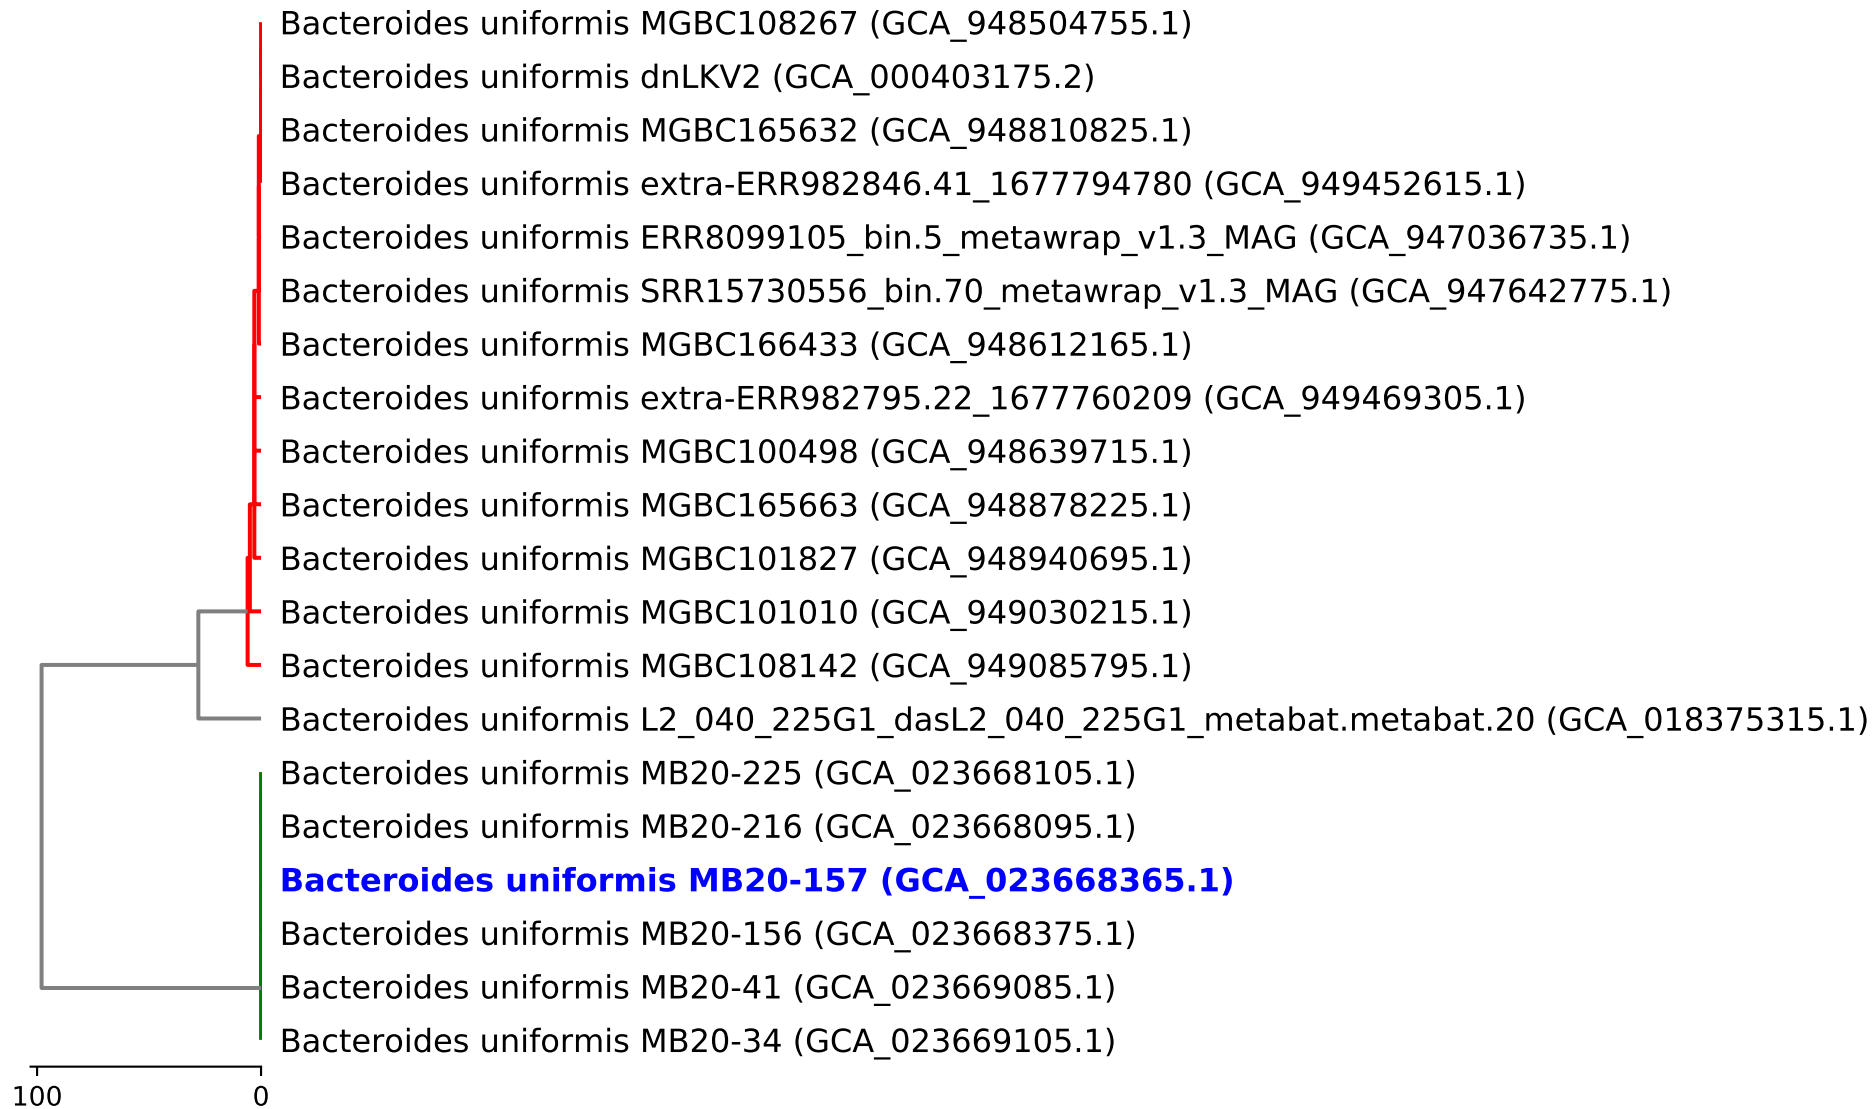 Bacteroides uniformis MGBC108267 (GCA_948504755.1)
Bacteroides uniformis dnLKV2 (GCA_000403175.2)
Bacteroides uniformis MGBC165632 (GCA_948810825.1)
Bacteroides uniformis extra-ERR982846.41_1677794780 (GCA_949452615.1)
Bacteroides uniformis ERR8099105_bin.5_metawrap_v1.3_MAG (GCA_947036735.1)
Bacteroides uniformis SRR15730556_bin.70_metawrap_v1.3_MAG (GCA_947642775.1)
Bacteroides uniformis MGBC166433 (GCA_948612165.1)
Bacteroides uniformis extra-ERR982795.22_1677760209 (GCA_949469305.1)
Bacteroides uniformis MGBC100498 (GCA_948639715.1)
Bacteroides uniformis MGBC165663 (GCA_948878225.1)
Bacteroides uniformis MGBC101827 (GCA_948940695.1)
Bacteroides uniformis MGBC101010 (GCA_949030215.1)
Bacteroides uniformis MGBC108142 (GCA_949085795.1)
Bacteroides uniformis L2_040_225G1_dasL2_040_225G1_metabat.metabat.20 (GCA_018375315.1)
Bacteroides uniformis MB20-225 (GCA_023668105.1)
Bacteroides uniformis MB20-216 (GCA_023668095.1)
Bacteroides uniformis MB20-157 (GCA_023668365.1)
Bacteroides uniformis MB20-156 (GCA_023668375.1)
Bacteroides uniformis MB20-41 (GCA_023669085.1)
Bacteroides uniformis MB20-34 (GCA_023669105.1)
100 0